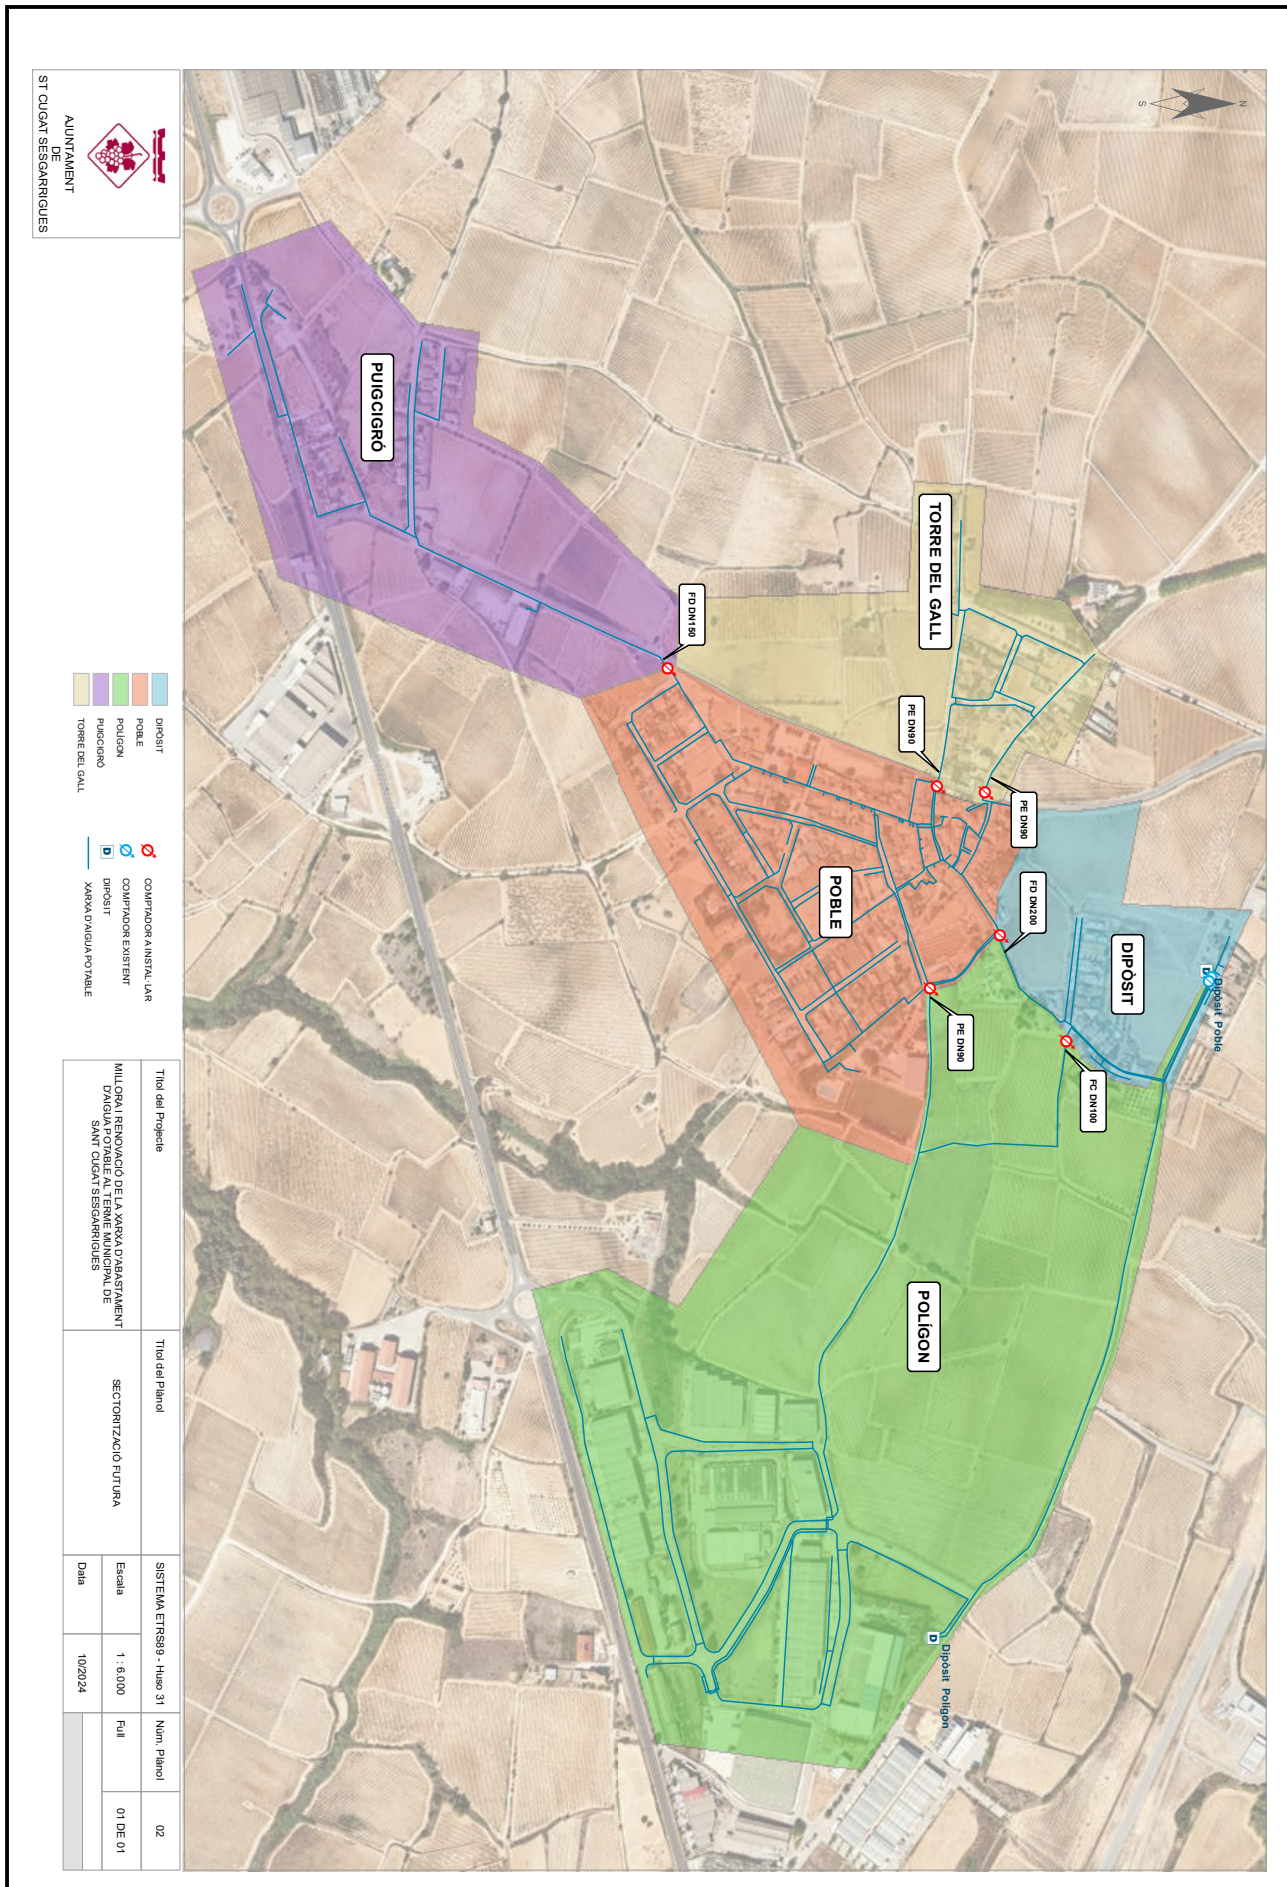 N
S
Dipòsit Poble
D
DIPÒSIT
FC DN100
FD DN200
PE DN90
PE DN90
PE DN90
TORRE DEL GALL
POBLE
POLÍGON
Dipòsit Polígon
D
FD DN150
PUIGCIGRÓ
AJUNTAMENT
DE
ST CUGAT SESGARRIGUES
DIPÒSIT
POBLE
POLÍGON
PUIGCIGRÓ
TORRE DEL GALL
COMPTADOR A INSTAL·LAR
COMPTADOR EXISTENT
D DIPÒSIT
XARXA D'AIGUA POTABLE
Títol del Projecte
MILLORA I RENOVACIÓ DE LA XARXA D'ABASTAMENT
D'AIGUA POTABLE AL TERME MUNICIPAL DE
SANT CUGAT SESGARRIGUES
Títol del Plànol
SECTORITZACIÓ FUTURA
SISTEMA ETRS89 - Huso 31
Núm. Plànol
02
Escala
1 : 6.000
Full
01 DE 01
Data
10/2024